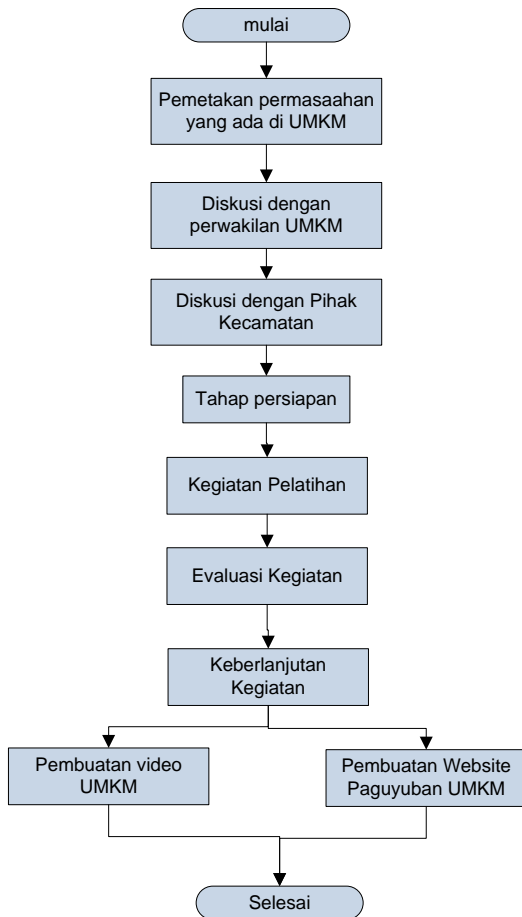 mulai
Pemetakan permasaahan
yang ada di UMKM
Diskusi dengan
perwakilan UMKM
Diskusi dengan Pihak
Kecamatan
Tahap persiapan
Kegiatan Pelatihan
Evaluasi Kegiatan
Keberlanjutan
Kegiatan
Pembuatan video
UMKM
Pembuatan Website
Paguyuban UMKM
Selesai